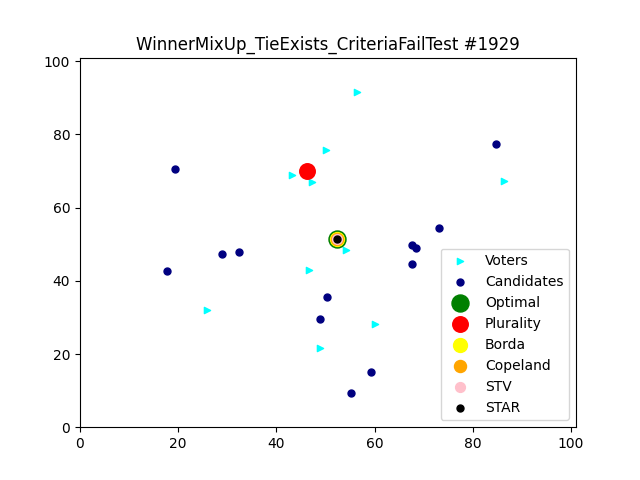 WinnerMixUp_TieExists_CriteriaFailTest #1929
100
80
60
40
20
0
0 20 40 60 80 100
Voters
Candidates
Optimal
Plurality
Borda
Copeland
STV
STAR